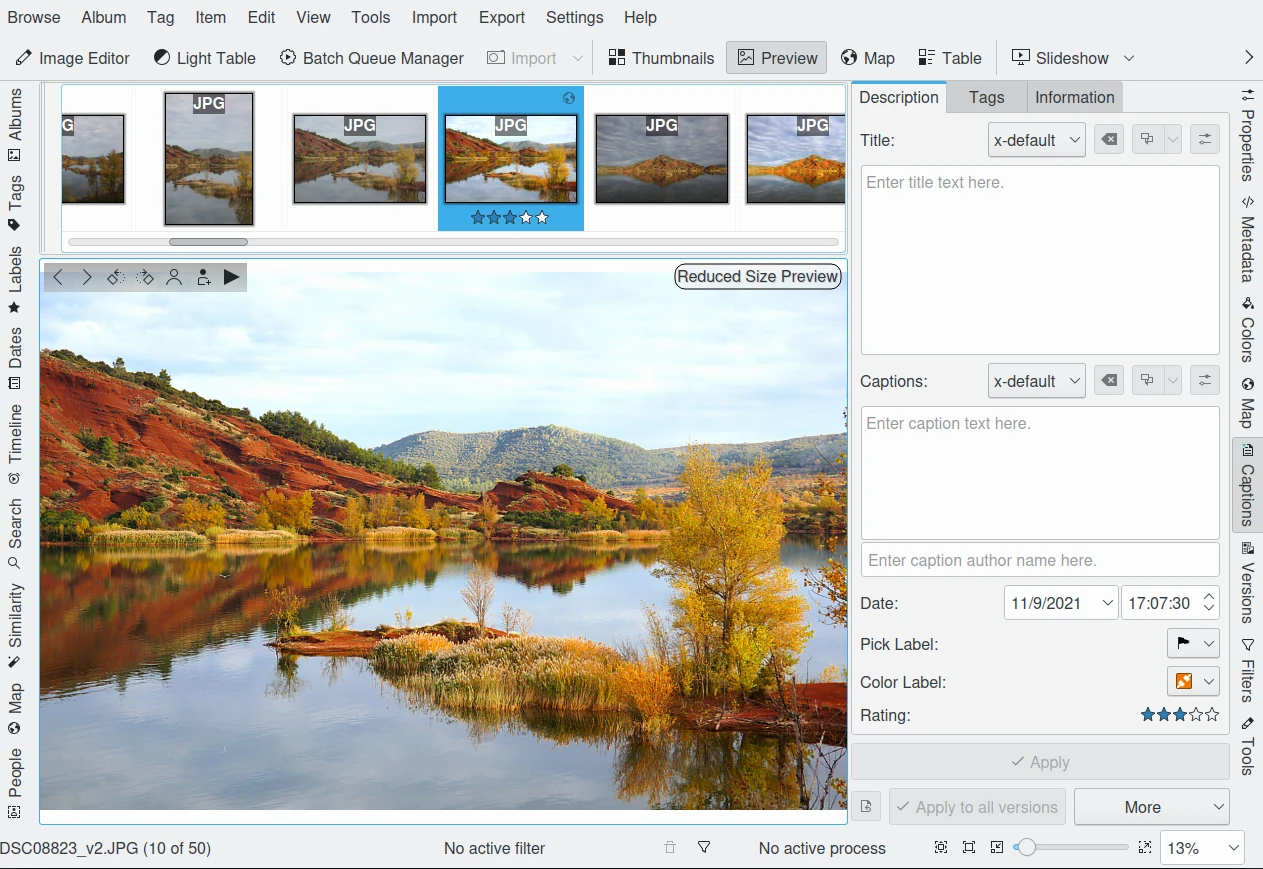 Browse Album Tag Item Edit View Tools Import Export Settings Help
Image Editor Light Table Batch Queue Manager Import Thumbnails Preview Map Table Slideshow
Albums
Tags
Labels
Dates
Timeline
Search
Similarity
Map
People
G JPG JPG JPG JPG JPG
Reduced Size Preview
Description Tags Information
Title: x-default
Enter title text here.
Captions: x-default
Enter caption text here.
Enter caption author name here.
Date: 11/9/2021 17:07:30
Pick Label:
Color Label:
Rating:
Apply
Apply to all versions More
Properties
Metadata
Colors
Map
Captions
Versions
Filters
Tools
DSC08823_v2.JPG (10 of 50) No active filter No active process 13%